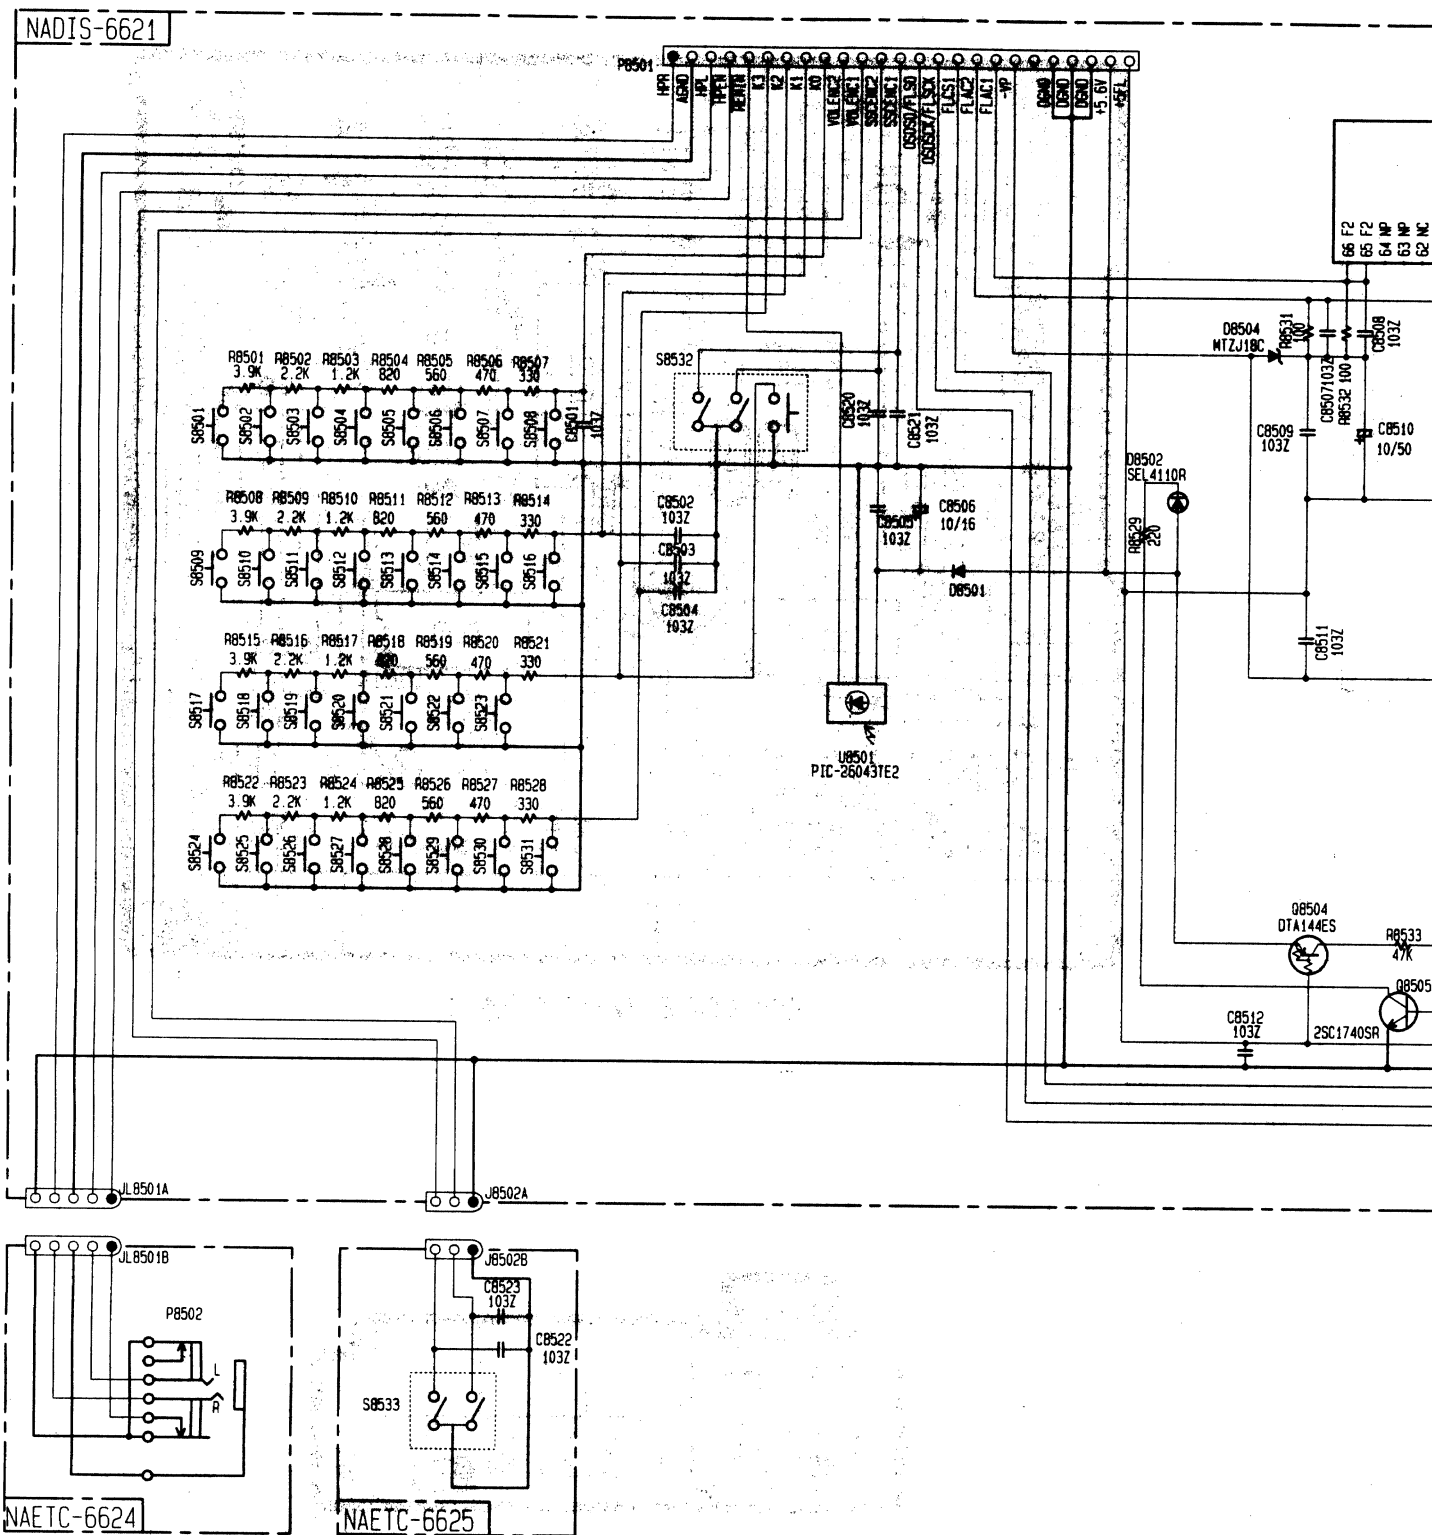 NADIS-6621
P8501
HPR
AGND
HPL
HPEN
REMIN
K3
K2
K1
K0
VOLENC2
VOLENC1
SSCENC2
SSCENC1
OSDSO/FLSO
OSDSCK/FLSCK
FLCS1
FLAC2
FLAC1
-VP
DGND
DGND
DGND
+5.6V
+5FL
66 F2
65 F2
64 NP
63 NP
62 NC
D8504
MTZJ18C
R8531
100
C8507 103Z
R8532 100
C8508
103Z
C8509
103Z
C8510
10/50
R8501 R8502 R8503 R8504 R8505 R8506 R8507
3.9K 2.2K 1.2K 820 560 470 330
S8501 S8502 S8503 S8504 S8505 S8506 S8507 S8508
C8501
103Z
S8532
C8520
103Z
C8521
103Z
D8502
SEL4110R
R8529
220
R8508 R8509 R8510 R8511 R8512 R8513 R8514
3.9K 2.2K 1.2K 820 560 470 330
S8509 S8510 S8511 S8512 S8513 S8514 S8515 S8516
C8502
103Z
C8503
103Z
C8504
103Z
C8505
103Z
C8506
10/16
D8501
C8511
103Z
R8515 R8516 R8517 R8518 R8519 R8520 R8521
3.9K 2.2K 1.2K 820 560 470 330
S8517 S8518 S8519 S8520 S8521 S8522 S8523
U8501
PIC-26043TE2
R8522 R8523 R8524 R8525 R8526 R8527 R8528
3.9K 2.2K 1.2K 820 560 470 330
S8524 S8525 S8526 S8527 S8528 S8529 S8530 S8531
Q8504
DTA144ES
R8533
47K
Q8505
2SC1740SR
C8512
103Z
JL8501A
J8502A
JL8501B
J8502B
P8502
L
R
C8523
103Z
C8522
103Z
S8533
NAETC-6624
NAETC-6625